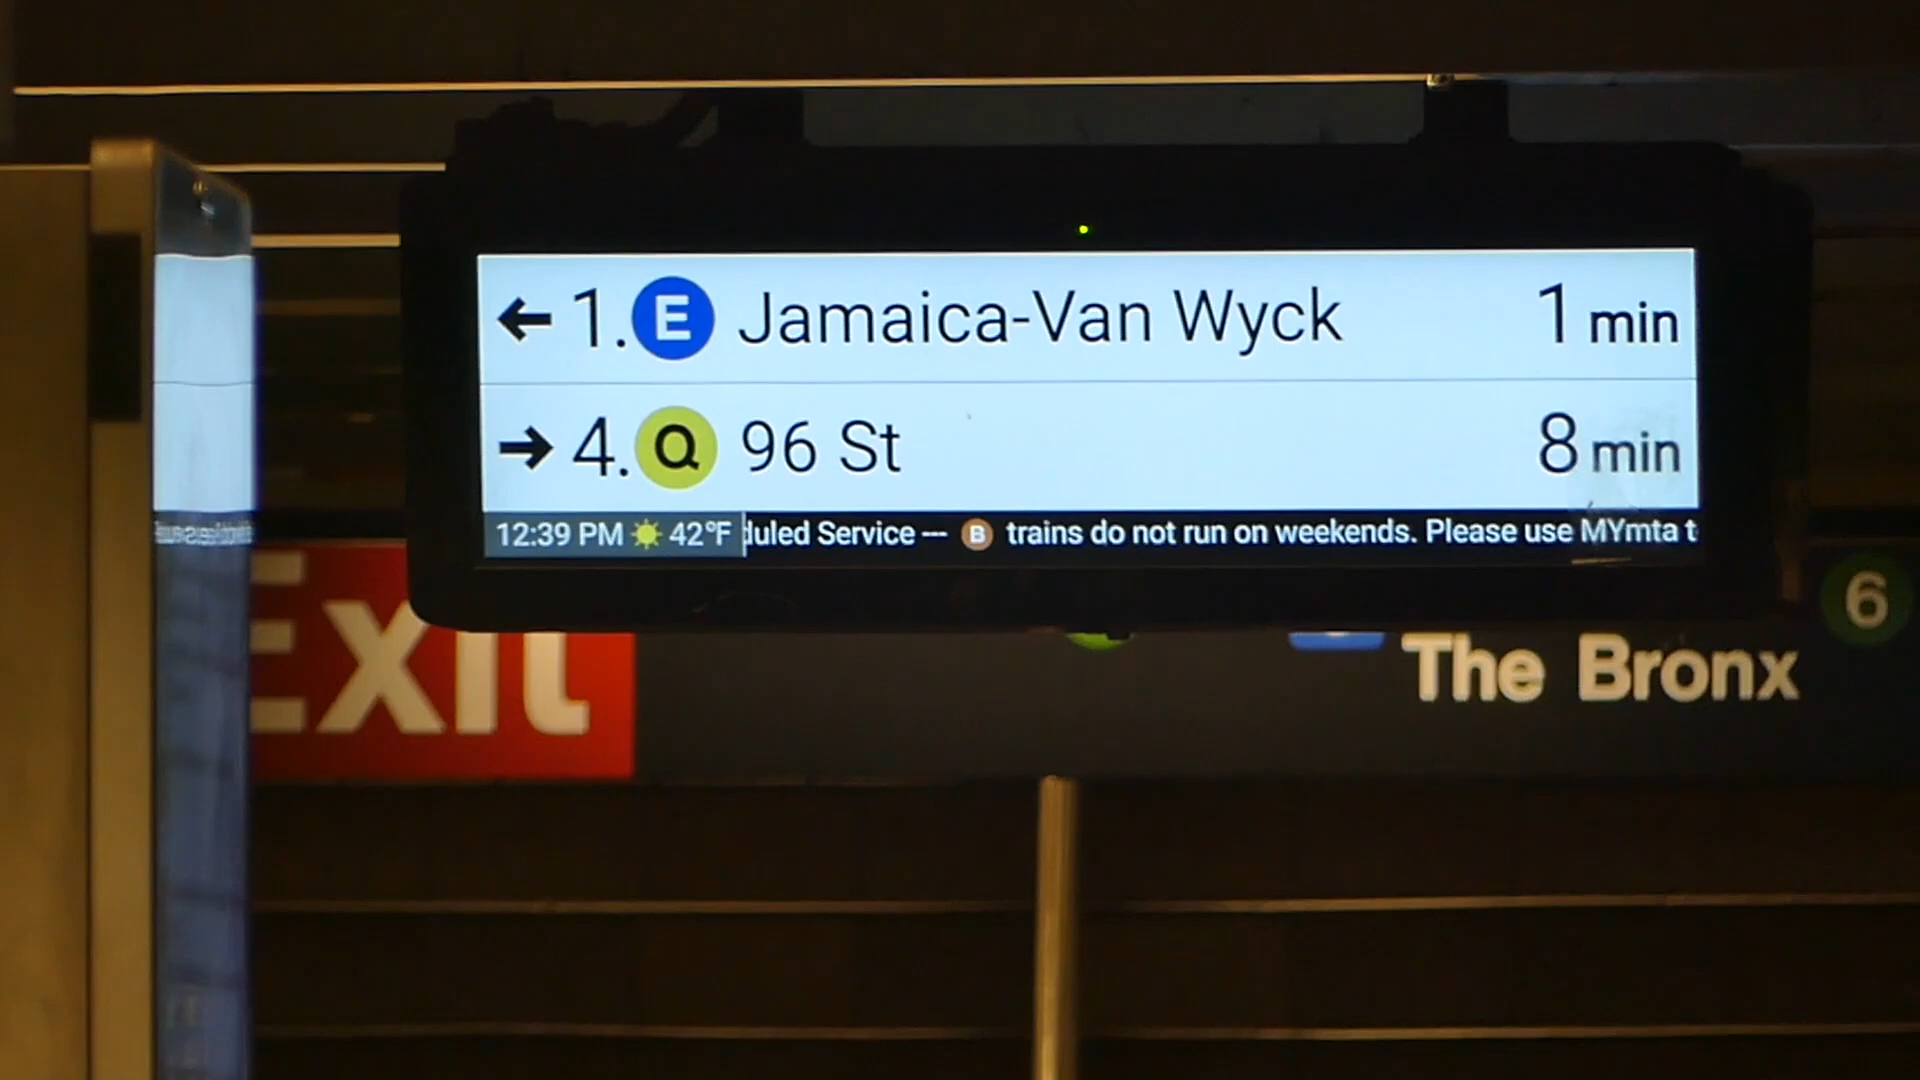 ← 1. E Jamaica-Van Wyck 1 min
→ 4. Q 96 St 8 min
12:39 PM 42°F duled Service -- B trains do not run on weekends. Please use MYmta t
Exit
The Bronx
6